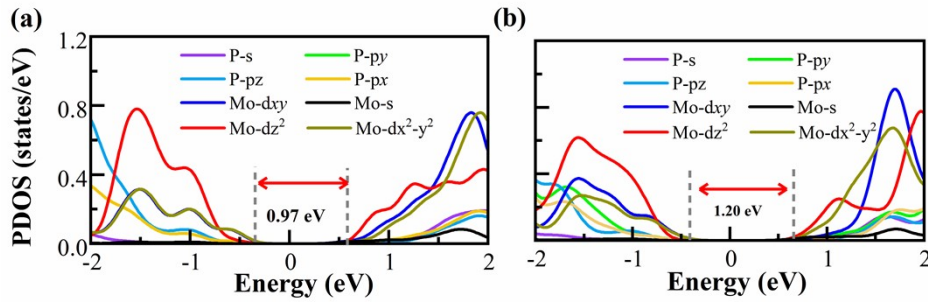 (a)
PDOS (states/eV)
1.2
0.8
0.4
0.0
P-s
P-py
P-pz
P-px
Mo-dxy
Mo-s
Mo-dz²
Mo-dx²-y²
0.97 eV
-2
-1
0
1
2
Energy (eV)
(b)
P-s
P-py
P-pz
P-px
Mo-dxy
Mo-s
Mo-dz²
Mo-dx²-y²
1.20 eV
-2
-1
0
1
2
Energy (eV)